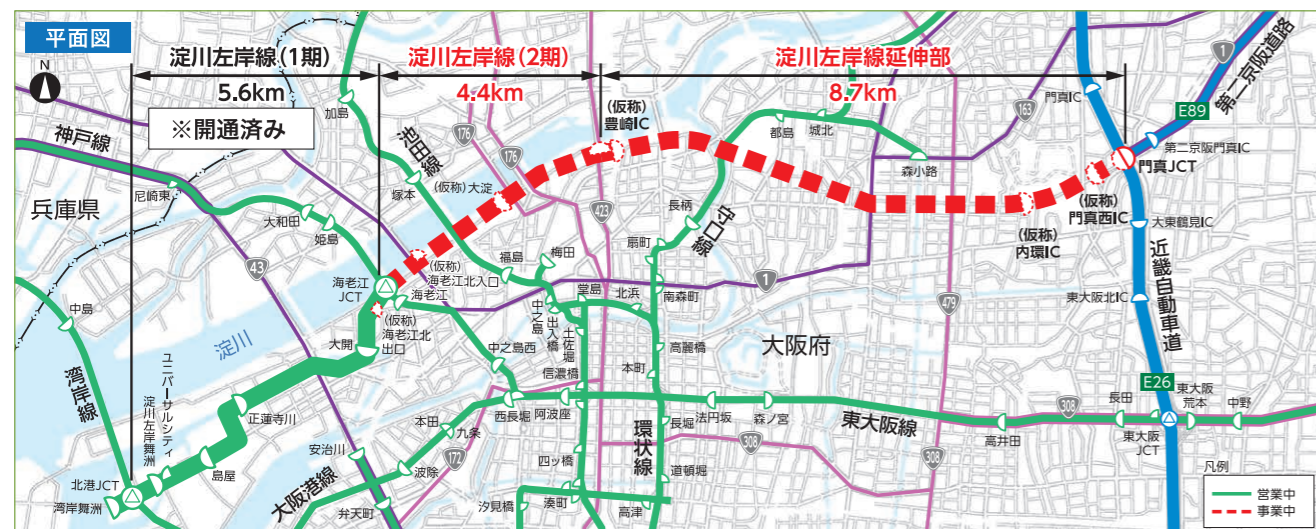 平面図
N
淀川左岸線(1期)
5.6km
※開通済み
淀川左岸線(2期)
4.4km
淀川左岸線延伸部
8.7km
(仮称)
豊崎IC
第二京阪道路
1
E89
163
門真IC
第二京阪門真IC
門真JCT
(仮称)
門真西IC
(仮称)
内環IC
大東鶴見IC
近畿自動車道
東大阪北IC
E26
東大阪
荒本
中野
長田
東大阪
JCT
308
高井田
東大阪線
神戸線
尼崎東
兵庫県
大和田
姫島
43
加島
池田線
塚本
176
176
(仮称)大淀
423
都島
城北
森小路
長柄
守口線
扇町
479
1
海老江
JCT
(仮称)
海老江北入口
海老江
(仮称)
海老江北
出口
福島
梅田
中之島
出入橋
堂島
北浜
南森町
土佐堀
高麗橋
大阪府
中島
淀川
大開
中之島西
信濃橋
本町
湾岸線
ユニバーサルシティ
淀川左岸舞洲
正蓮寺川
島屋
北港JCT
湾岸舞洲
安治川
本田
九条
西長堀
阿波座
長堀
法円坂
森ノ宮
波除
172
四ツ橋
環状線
道頓堀
308
308
大阪港線
弁天町
汐見橋
湊町
高津
凡例
営業中
事業中